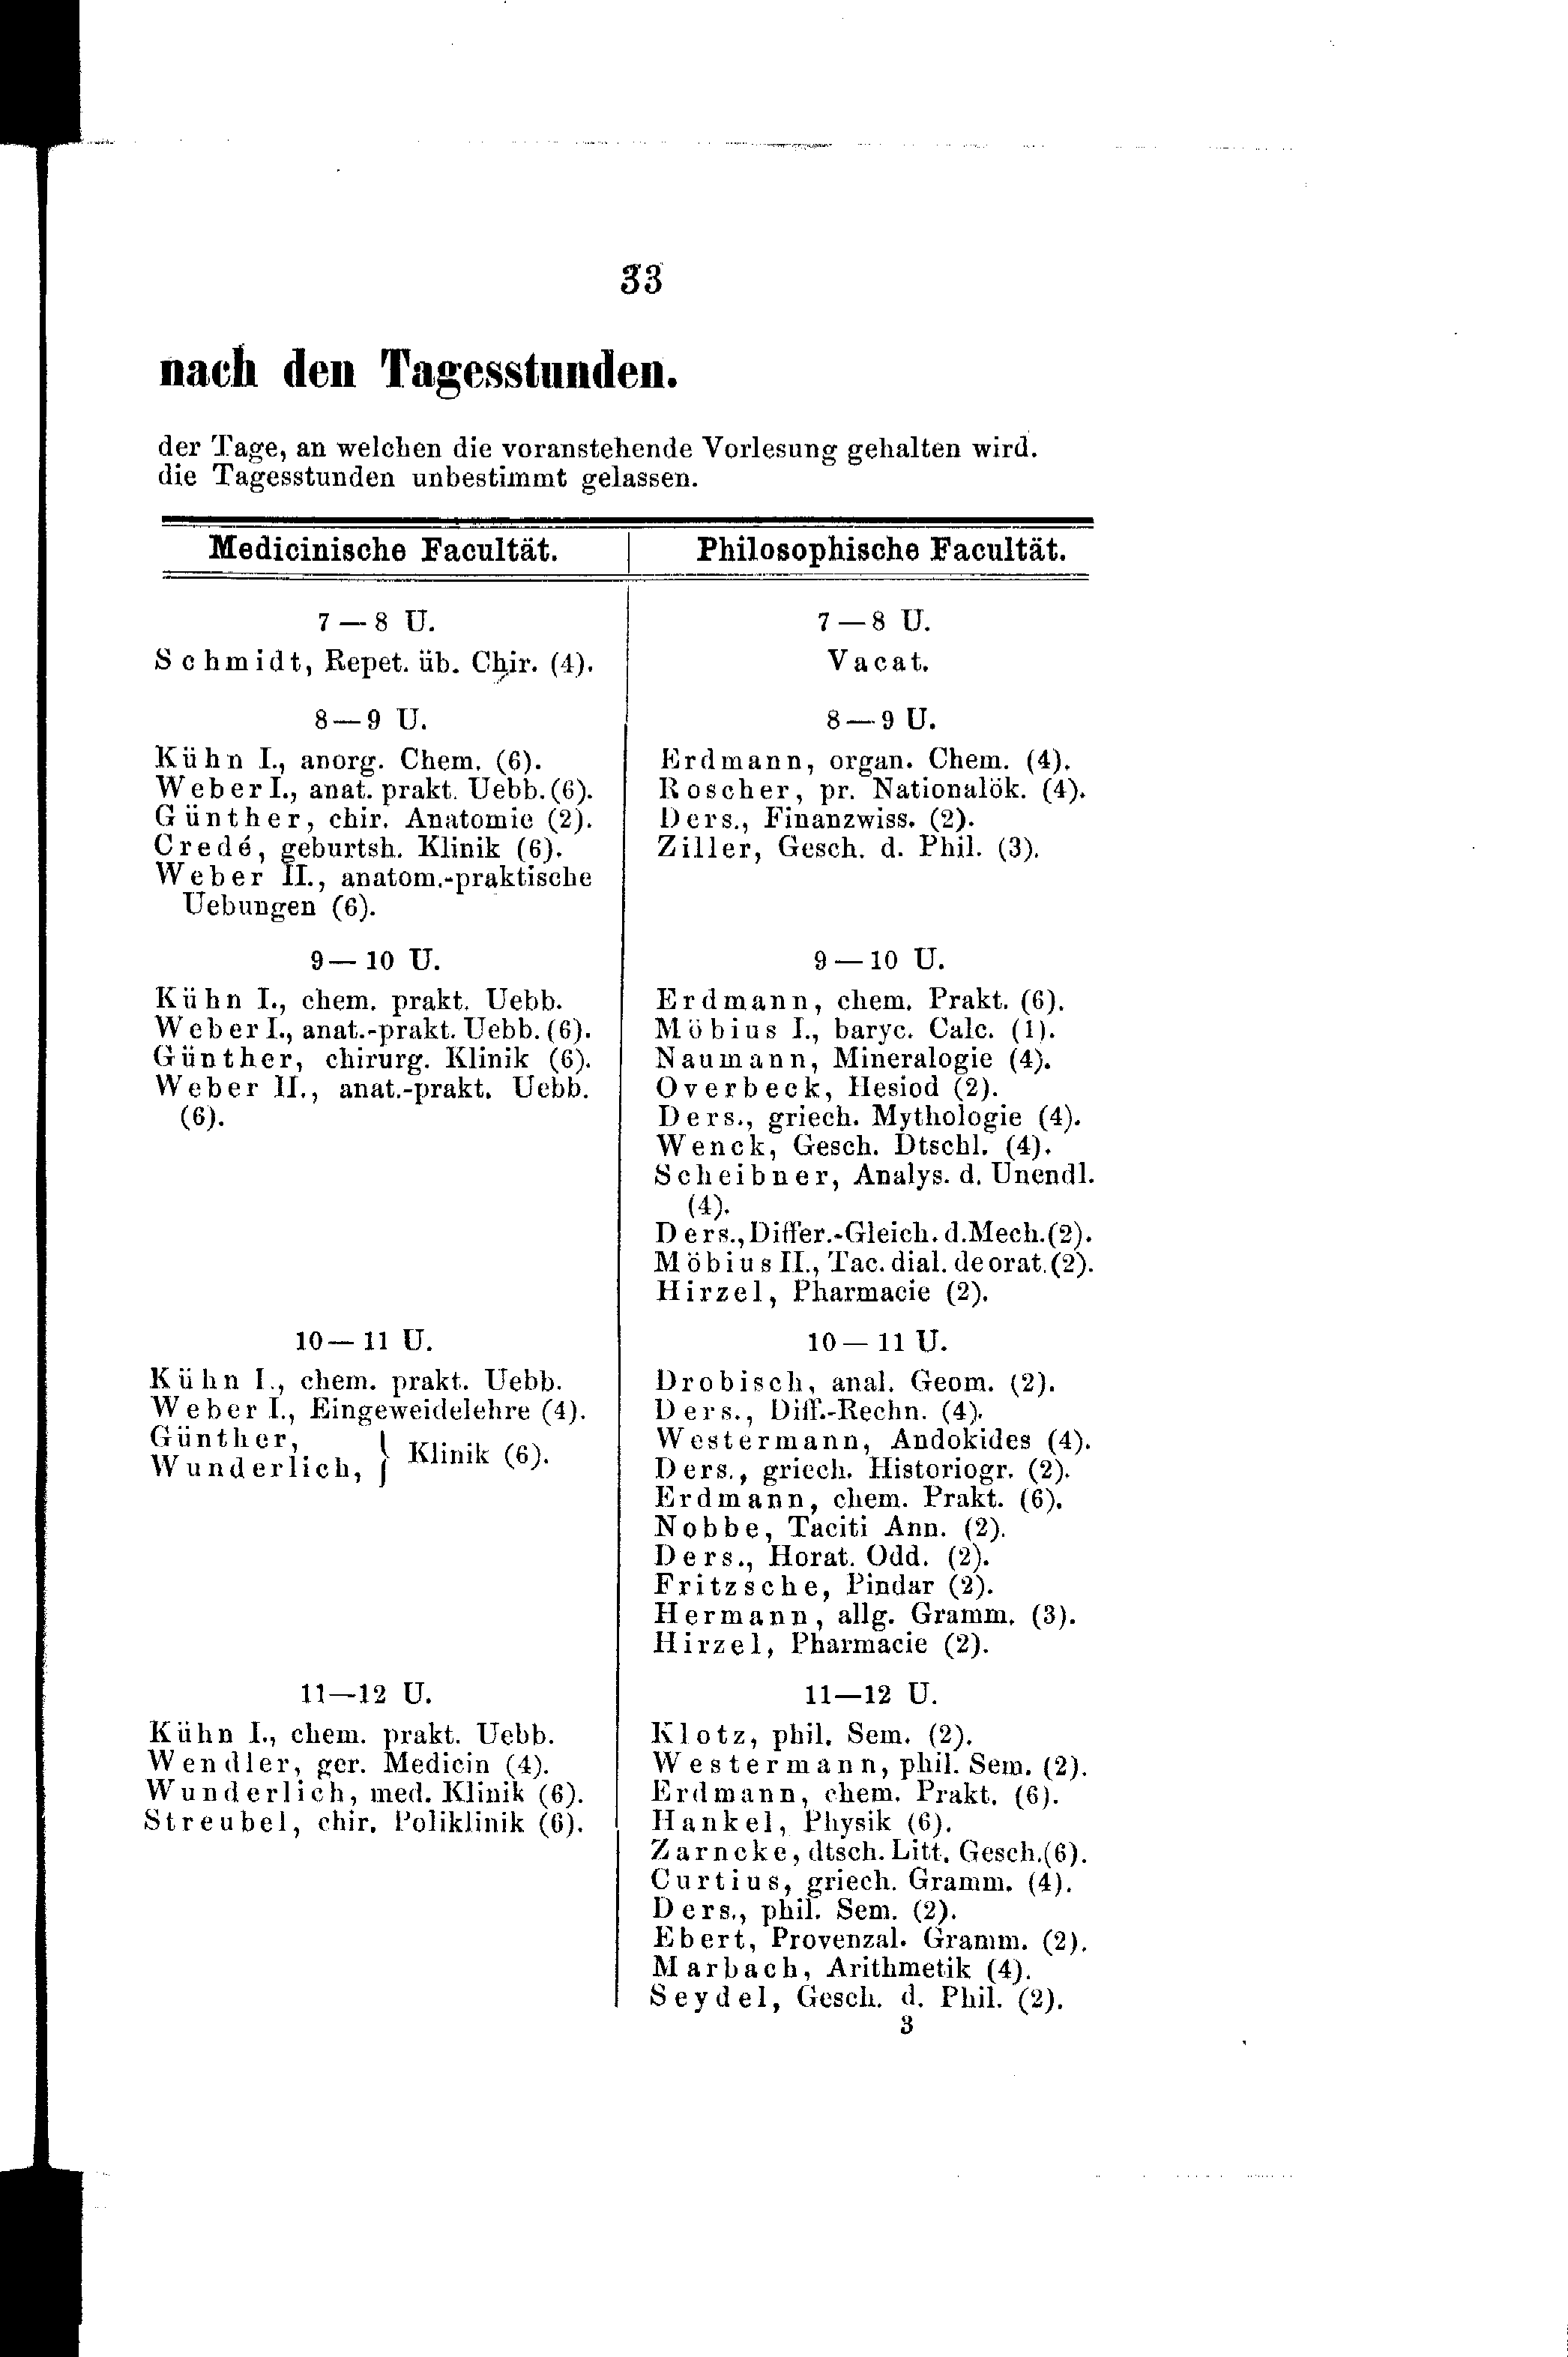 33
nach den Tagesstunden.
der Tage, an welchen die voranstehende Vorlesung gehalten wird.
die Tagesstunden unbestimmt gelassen.
Medicinische Facultät.
7 — 8 U.
Schmidt, Repet. üb. Chir. (4).
8 — 9 U.
Kühn I., anorg. Chem. (6).
Weber I., anat. prakt. Uebb. (6).
Günther, chir. Anatomie (2).
Credé, geburtsh. Klinik (6).
Weber II., anatom.-praktische
Uebungen (6).
9 — 10 U.
Kühn I., chem. prakt. Uebb.
Weber I., anat.-prakt. Uebb. (6).
Günther, chirurg. Klinik (6).
Weber II., anat.-prakt. Uebb.
(6).
10 — 11 U.
Kühn I., chem. prakt. Uebb.
Weber I., Eingeweidelehre (4).
Günther,
Wunderlich, } Klinik (6).
11—12 U.
Kühn I., chem. prakt. Uebb.
Wendler, ger. Medicin (4).
Wunderlich, med. Klinik (6).
Streubel, chir. Poliklinik (6).
Philosophische Facultät.
7 — 8 U.
Vacat.
8 — 9 U.
Erdmann, organ. Chem. (4).
Roscher, pr. Nationalök. (4).
Ders., Finanzwiss. (2).
Ziller, Gesch. d. Phil. (3).
9 — 10 U.
Erdmann, chem. Prakt. (6).
Möbius I., baryc. Calc. (1).
Naumann, Mineralogie (4).
Overbeck, Hesiod (2).
Ders., griech. Mythologie (4).
Wenck, Gesch. Dtschl. (4).
Scheibner, Analys. d. Unendl.
(4).
Ders., Differ.-Gleich. d. Mech. (2).
Möbius II., Tac. dial. de orat. (2).
Hirzel, Pharmacie (2).
10 — 11 U.
Drobisch, anal. Geom. (2).
Ders., Diff.-Rechn. (4).
Westermann, Andokides (4).
Ders., griech. Historiogr. (2).
Erdmann, chem. Prakt. (6).
Nobbe, Taciti Ann. (2).
Ders., Horat. Odd. (2).
Fritzsche, Pindar (2).
Hermann, allg. Gramm. (3).
Hirzel, Pharmacie (2).
11—12 U.
Klotz, phil. Sem. (2).
Westermann, phil. Sem. (2).
Erdmann, chem. Prakt. (6).
Hankel, Physik (6).
Zarncke, dtsch. Litt. Gesch. (6).
Curtius, griech. Gramm. (4).
Ders., phil. Sem. (2).
Ebert, Provenzal. Gramm. (2).
Marbach, Arithmetik (4).
Seydel, Gesch. d. Phil. (2).
3